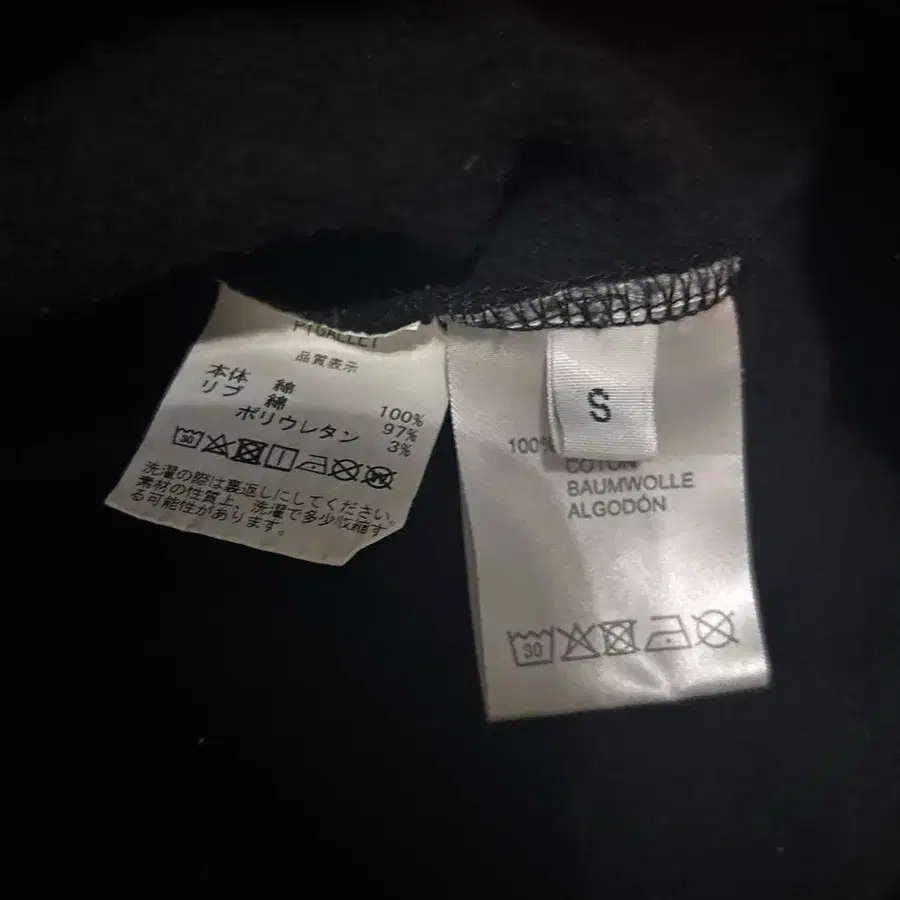 品質表示
本体 綿 100%
リブ 綿 97%
ポリウレタン 3%
30
洗濯の際は裏返しにしてください。
素材の性質上、洗濯で多少収縮す
る可能性があります。
S
100%
COTON
BAUMWOLLE
ALGODÓN
30